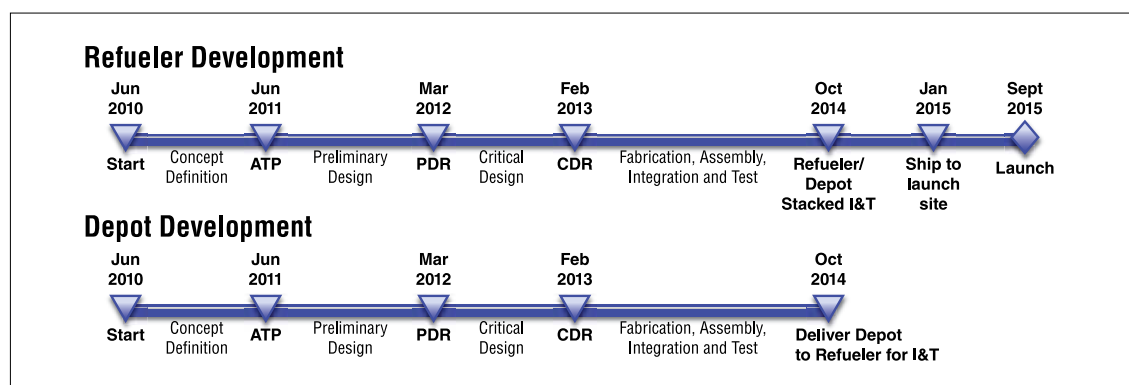 Refueler Development
Jun Jun Mar Feb Oct Jan Sept
2010 2011 2012 2013 2014 2015 2015
Start Concept ATP Preliminary PDR Critical CDR Fabrication, Assembly, Refueler/ Ship to Launch
Definition Design Design Integration and Test Depot launch
Stacked I&T site
Depot Development
Jun Jun Mar Feb Oct
2010 2011 2012 2013 2014
Start Concept ATP Preliminary PDR Critical CDR Fabrication, Assembly, Deliver Depot
Definition Design Design Integration and Test to Refueler for I&T